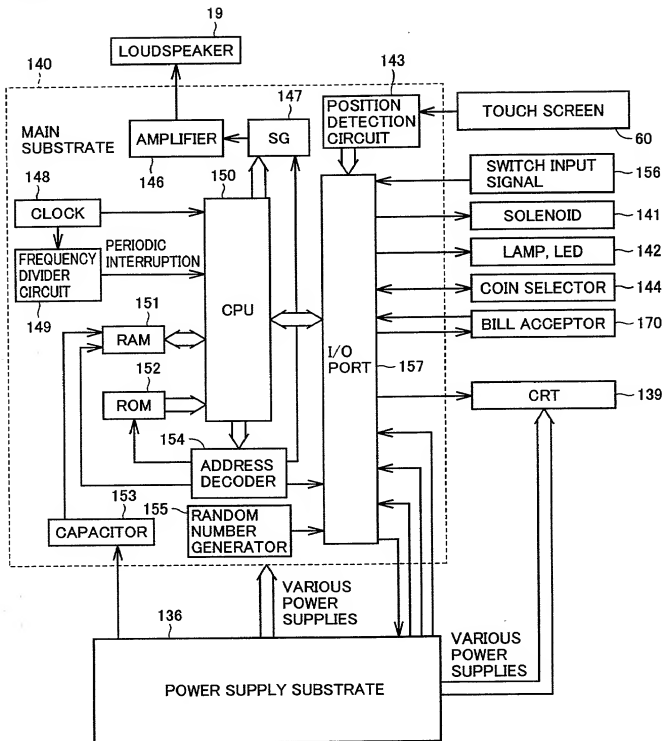 19
LOUDSPEAKER
140
143
147
POSITION
DETECTION
CIRCUIT
TOUCH SCREEN
60
MAIN
SUBSTRATE
AMPLIFIER
SG
146
150
SWITCH INPUT
SIGNAL
156
148
CLOCK
SOLENOID
141
FREQUENCY
DIVIDER
CIRCUIT
PERIODIC
INTERRUPTION
LAMP, LED
142
149
151
CPU
COIN SELECTOR
144
RAM
BILL ACCEPTOR
170
I/O
PORT
157
152
ROM
CRT
139
154
ADDRESS
DECODER
153
155
CAPACITOR
RANDOM
NUMBER
GENERATOR
136
VARIOUS
POWER
SUPPLIES
VARIOUS
POWER
SUPPLIES
POWER SUPPLY SUBSTRATE